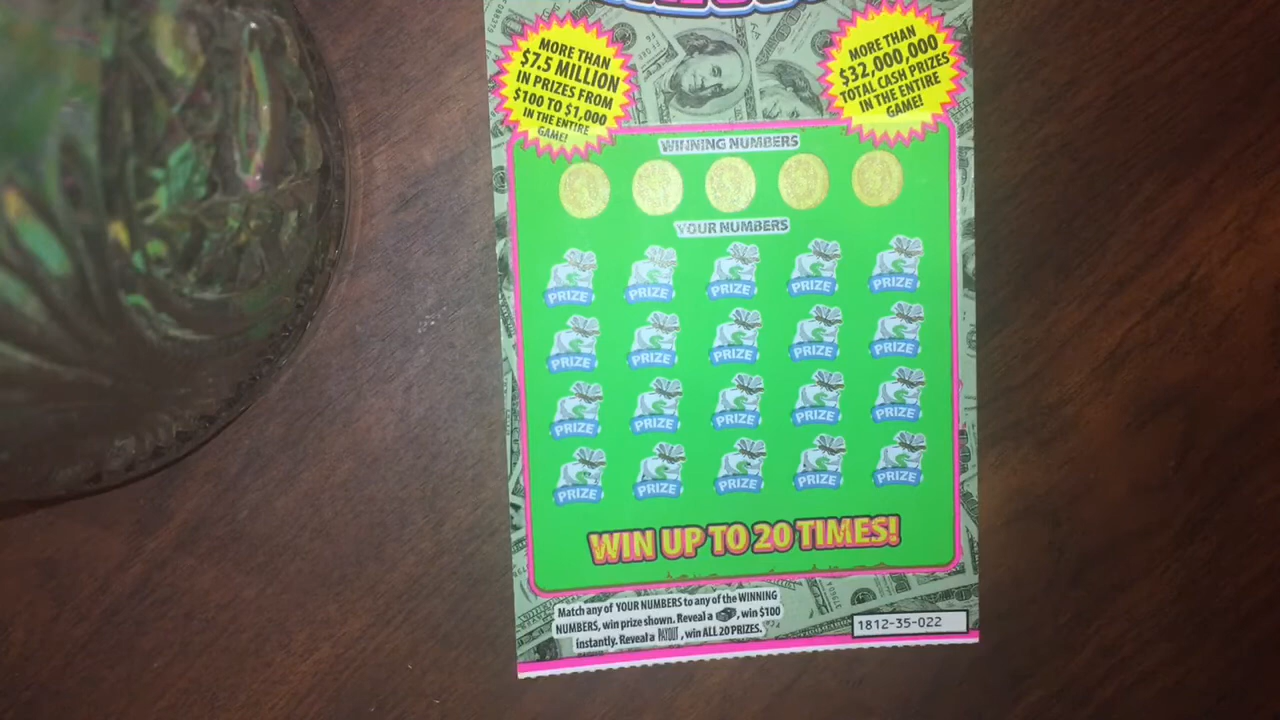 MORE THAN
$7.5 MILLION
IN PRIZES FROM
$100 TO $1,000
IN THE ENTIRE
GAME!
MORE THAN
$32,000,000
TOTAL CASH PRIZES
IN THE ENTIRE
GAME!
WINNING NUMBERS
YOUR NUMBERS
PRIZE PRIZE PRIZE PRIZE PRIZE
PRIZE PRIZE PRIZE PRIZE PRIZE
PRIZE PRIZE PRIZE PRIZE PRIZE
PRIZE PRIZE PRIZE PRIZE PRIZE
WIN UP TO 20 TIMES!
Match any of YOUR NUMBERS to any of the WINNING
NUMBERS, win prize shown. Reveal a , win $100
instantly. Reveal a PAYOUT, win ALL 20 PRIZES.
1812-35-022